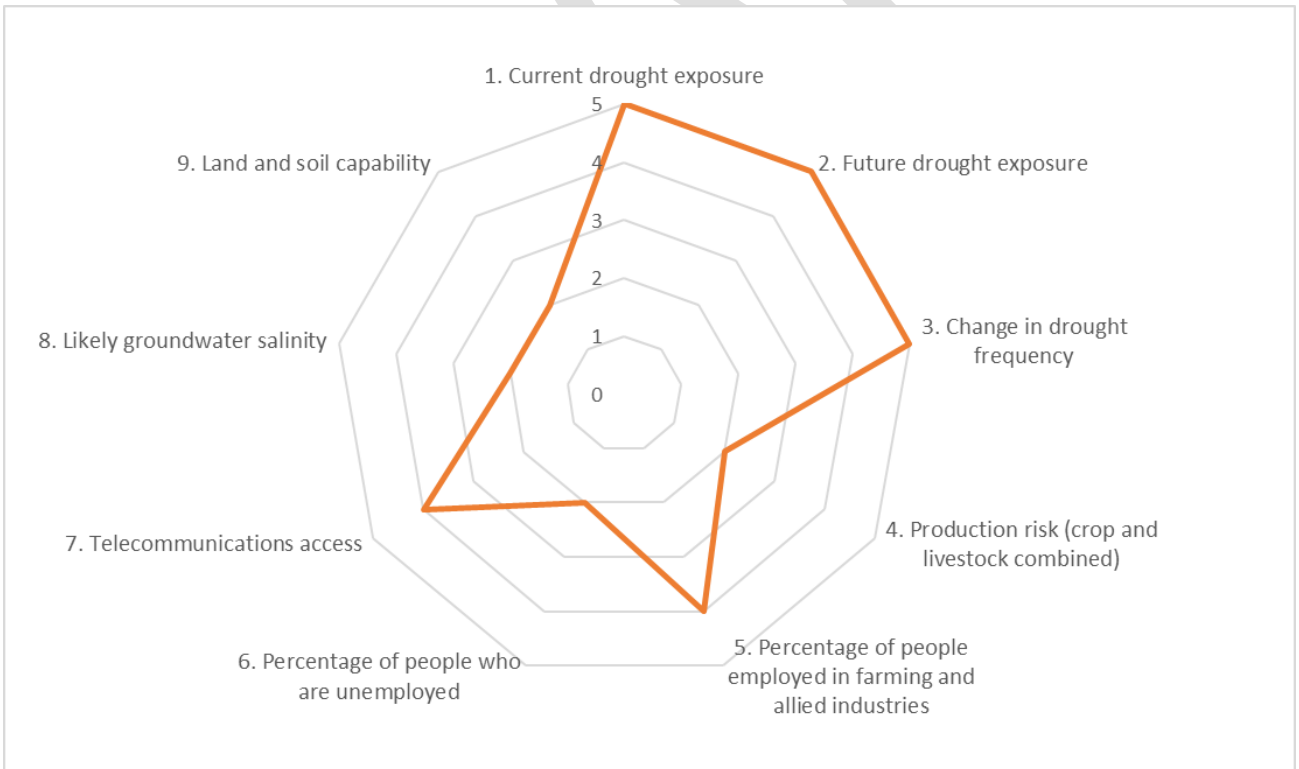 1. Current drought exposure
5
4
3
2
1
0
2. Future drought exposure
3. Change in drought
frequency
4. Production risk (crop and
livestock combined)
5. Percentage of people
employed in farming and
allied industries
6. Percentage of people who
are unemployed
7. Telecommunications access
8. Likely groundwater salinity
9. Land and soil capability